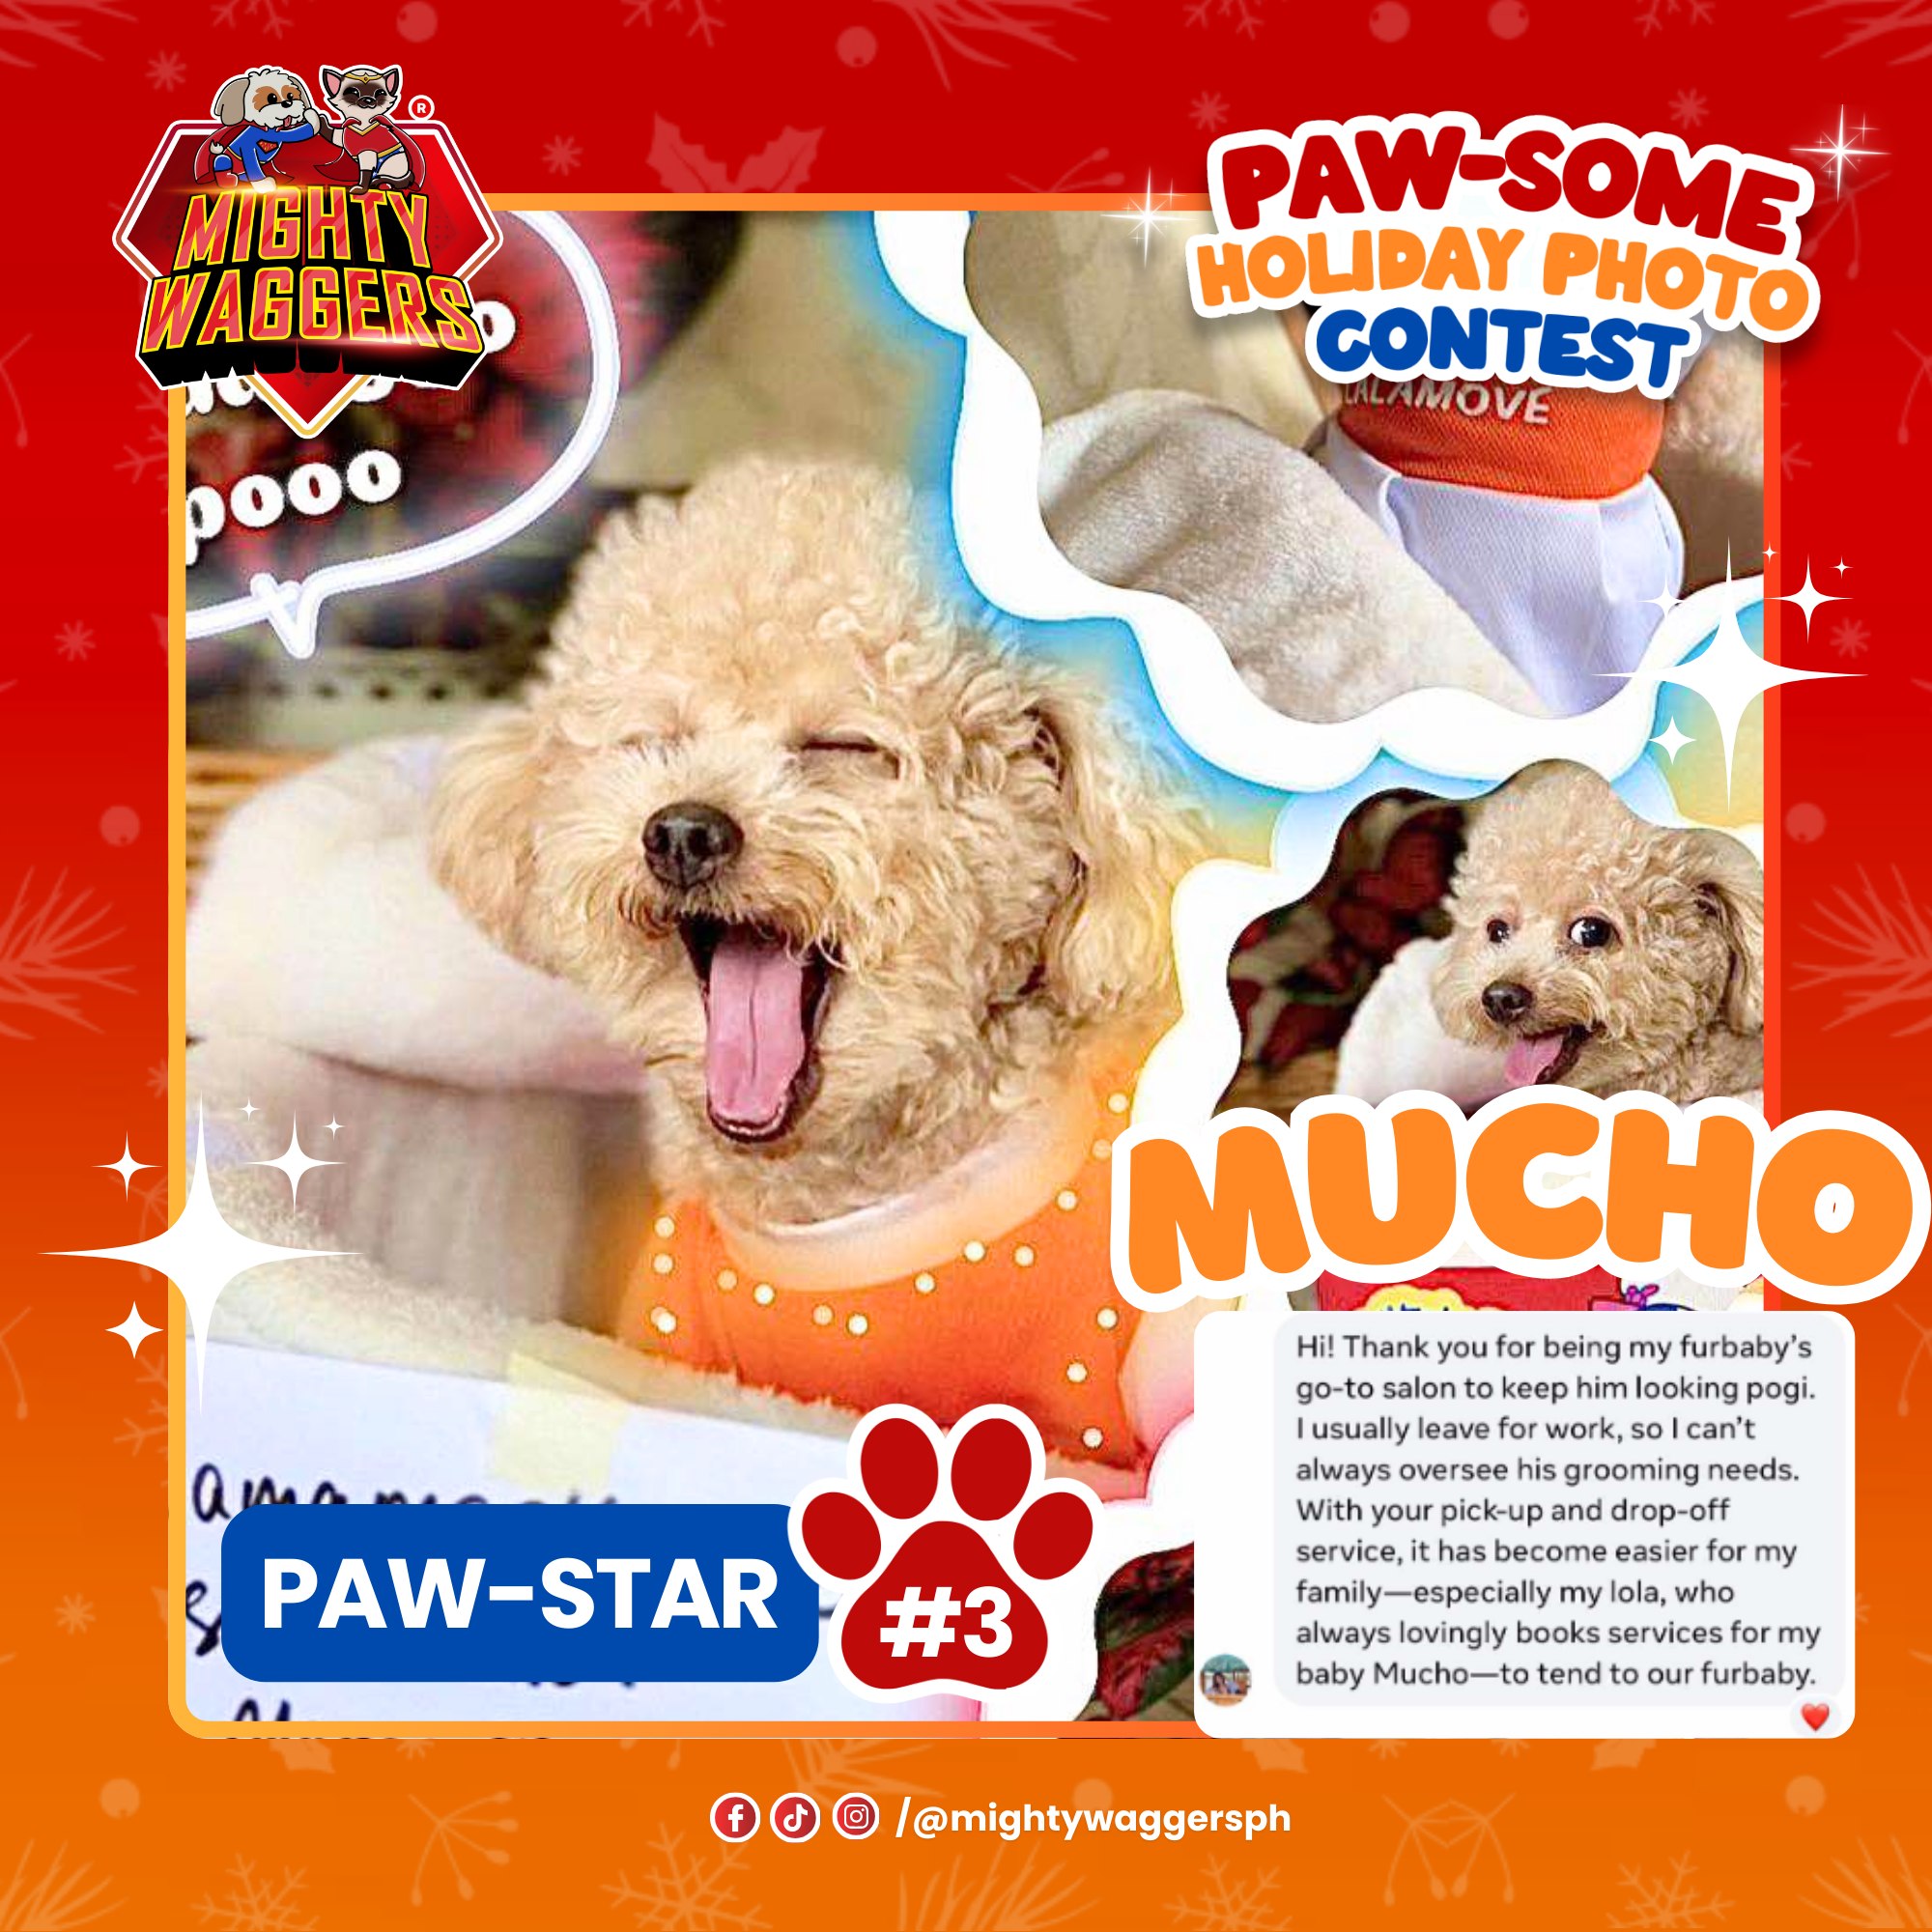 MIGHTY
WAGGERS
®
PAW-SOME
HOLIDAY PHOTO
CONTEST
LALAMOVE
pooo
MUCHO
Hi! Thank you for being my furbaby’s
go-to salon to keep him looking pogi.
I usually leave for work, so I can’t
always oversee his grooming needs.
With your pick-up and drop-off
service, it has become easier for my
family—especially my lola, who
always lovingly books services for my
baby Mucho—to tend to our furbaby.
PAW-STAR
#3
/@mightywaggersph